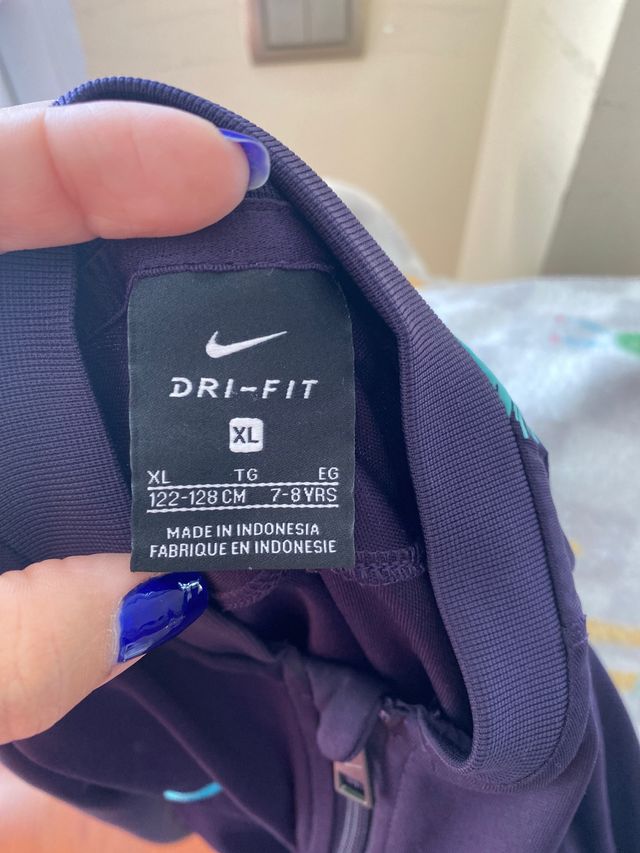 DRI-FIT
XL
XL TG EG
122-128 CM 7-8 YRS
MADE IN INDONESIA
FABRIQUE EN INDONESIE